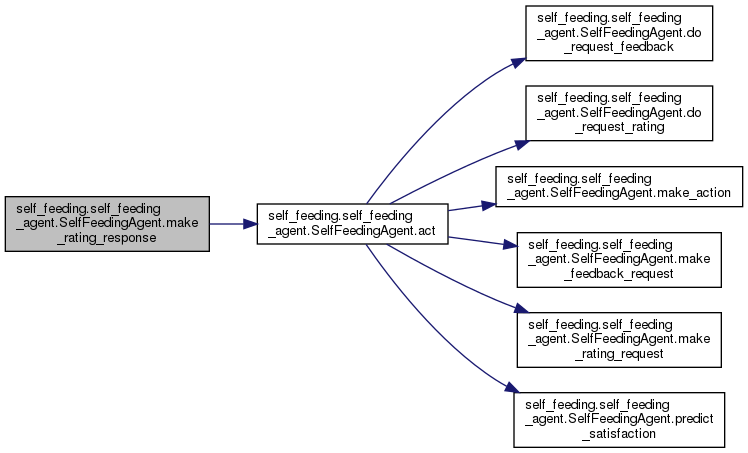 self_feeding.self_feeding
_agent.SelfFeedingAgent.make
_rating_response
self_feeding.self_feeding
_agent.SelfFeedingAgent.act
self_feeding.self_feeding
_agent.SelfFeedingAgent.do
_request_feedback
self_feeding.self_feeding
_agent.SelfFeedingAgent.do
_request_rating
self_feeding.self_feeding
_agent.SelfFeedingAgent.make_action
self_feeding.self_feeding
_agent.SelfFeedingAgent.make
_feedback_request
self_feeding.self_feeding
_agent.SelfFeedingAgent.make
_rating_request
self_feeding.self_feeding
_agent.SelfFeedingAgent.predict
_satisfaction